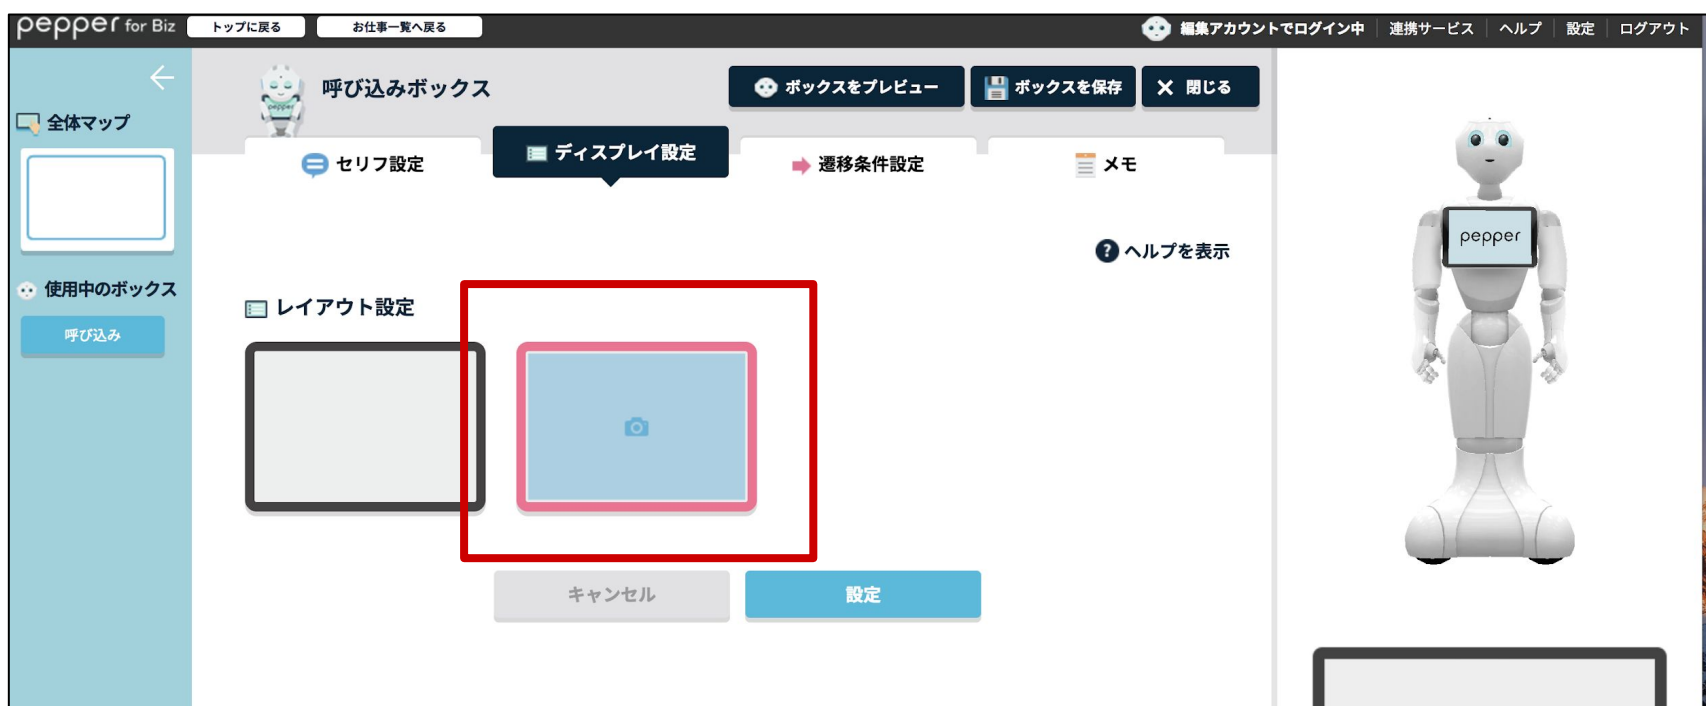 pepper for Biz トップに戻る お仕事一覧へ戻る 編集アカウントでログイン中 連携サービス ヘルプ 設定 ログアウト
全体マップ
使用中のボックス
呼び込み
pepper
呼び込みボックス
ボックスをプレビュー ボックスを保存 × 閉じる
セリフ設定 ディスプレイ設定 遷移条件設定 メモ
? ヘルプを表示
レイアウト設定
キャンセル 設定
pepper